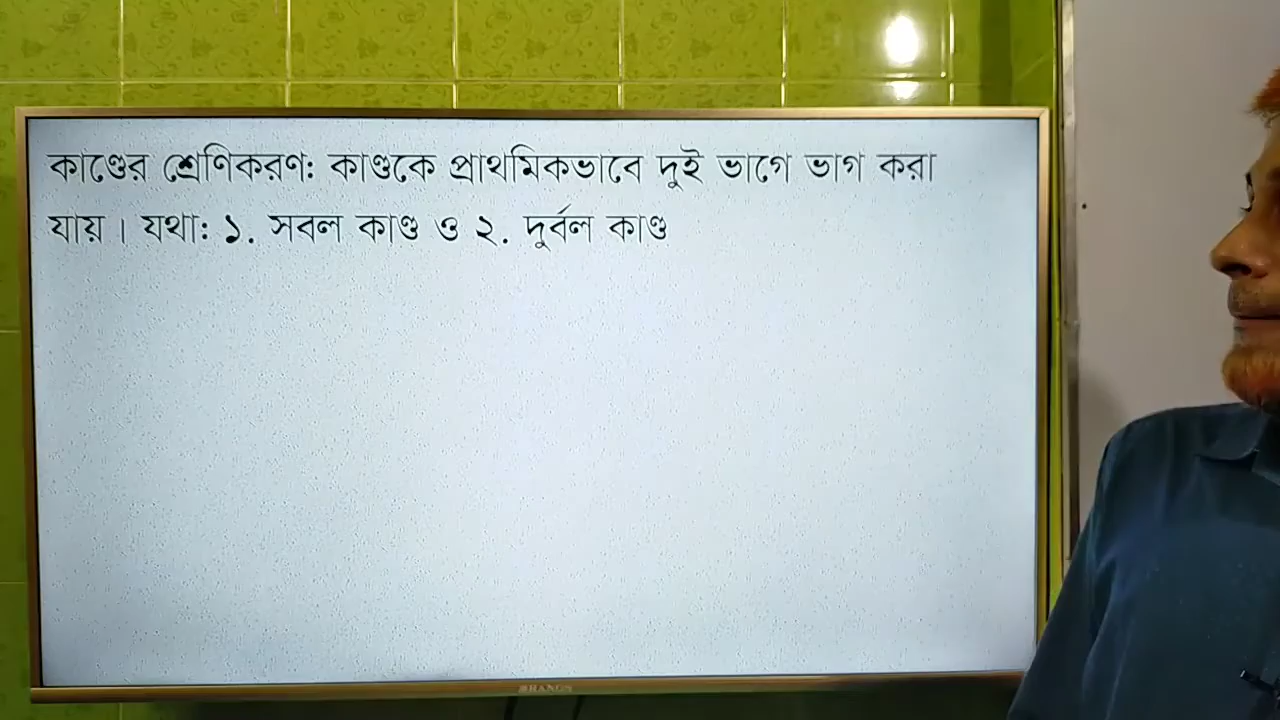 কাণ্ডের শ্রেণিকরণ: কাণ্ডকে প্রাথমিকভাবে দুই ভাগে ভাগ করা
যায়। যথা: ১. সবল কাণ্ড ও ২. দুর্বল কাণ্ড